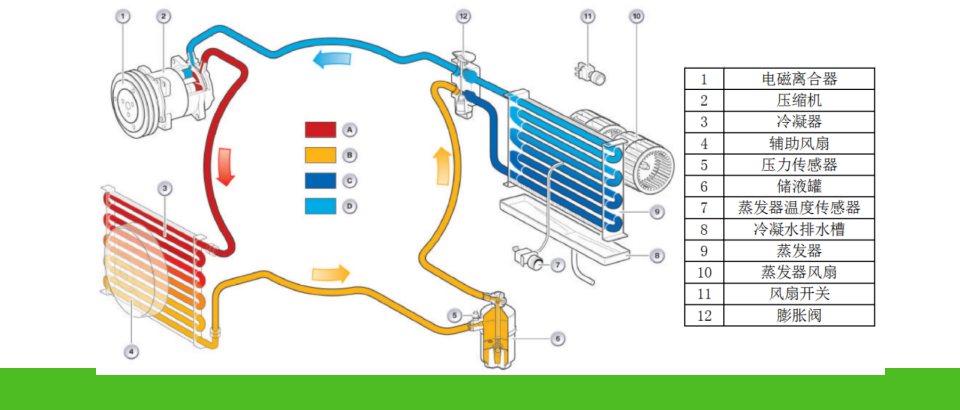 1
2
12
11
10
A
B
C
D
3
9
8
7
5
6
4
1 电磁离合器
2 压缩机
3 冷凝器
4 辅助风扇
5 压力传感器
6 储液罐
7 蒸发器温度传感器
8 冷凝水排水槽
9 蒸发器
10 蒸发器风扇
11 风扇开关
12 膨胀阀